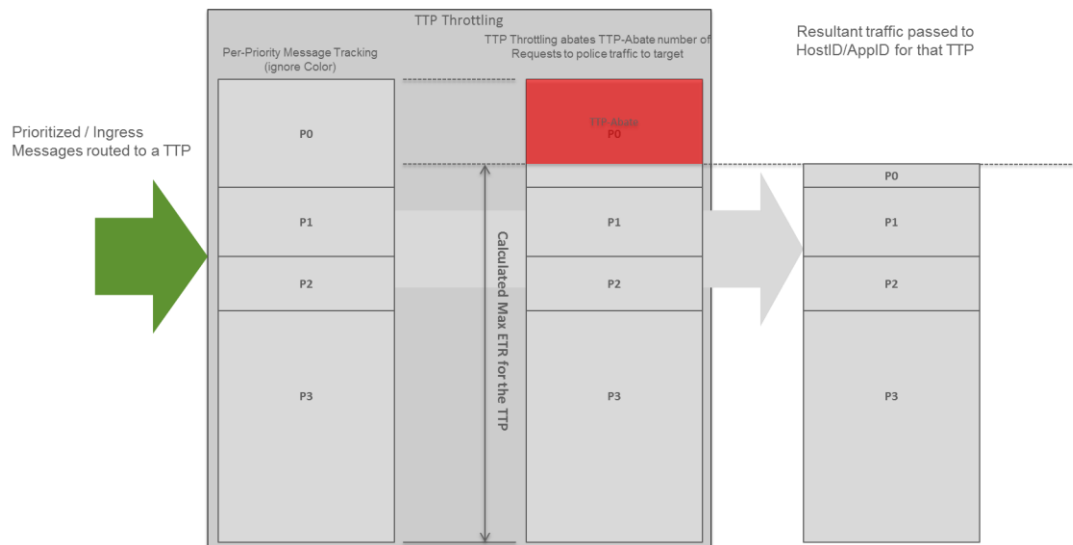 TTP Throttling
Per-Priority Message Tracking
(ignore Color)
TTP Throttling abates TTP-Abate number of
Requests to police traffic to target
Resultant traffic passed to
HostID/AppID for that TTP
Prioritized / Ingress
Messages routed to a TTP
P0
P1
P2
P3
Calculated Max ETR for the TTP
TTP-Abate
P0
P1
P2
P3
P0
P1
P2
P3